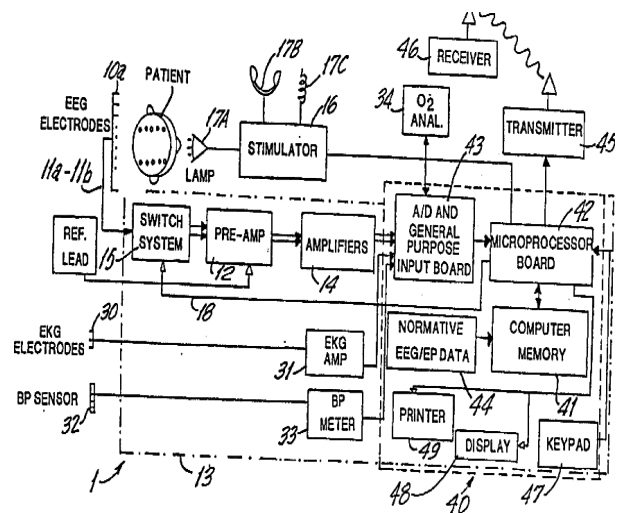 46
RECEIVER
17B
17C
10a
PATIENT
EEG
ELECTRODES
17A
16
34
O2
ANAL.
TRANSMITTER
45
11a-11b
LAMP
STIMULATOR
43
42
REF.
LEAD
SWITCH
SYSTEM
15
PRE-AMP
12
AMPLIFIERS
14
A/D AND
GENERAL
PURPOSE
INPUT BOARD
MICROPROCESSOR
BOARD
18
30
EKG
ELECTRODES
EKG
AMP
31
NORMATIVE
EEG/EP DATA
44
COMPUTER
MEMORY
41
BP SENSOR
32
BP
METER
33
PRINTER
49
DISPLAY
48
KEYPAD
47
1
13
40